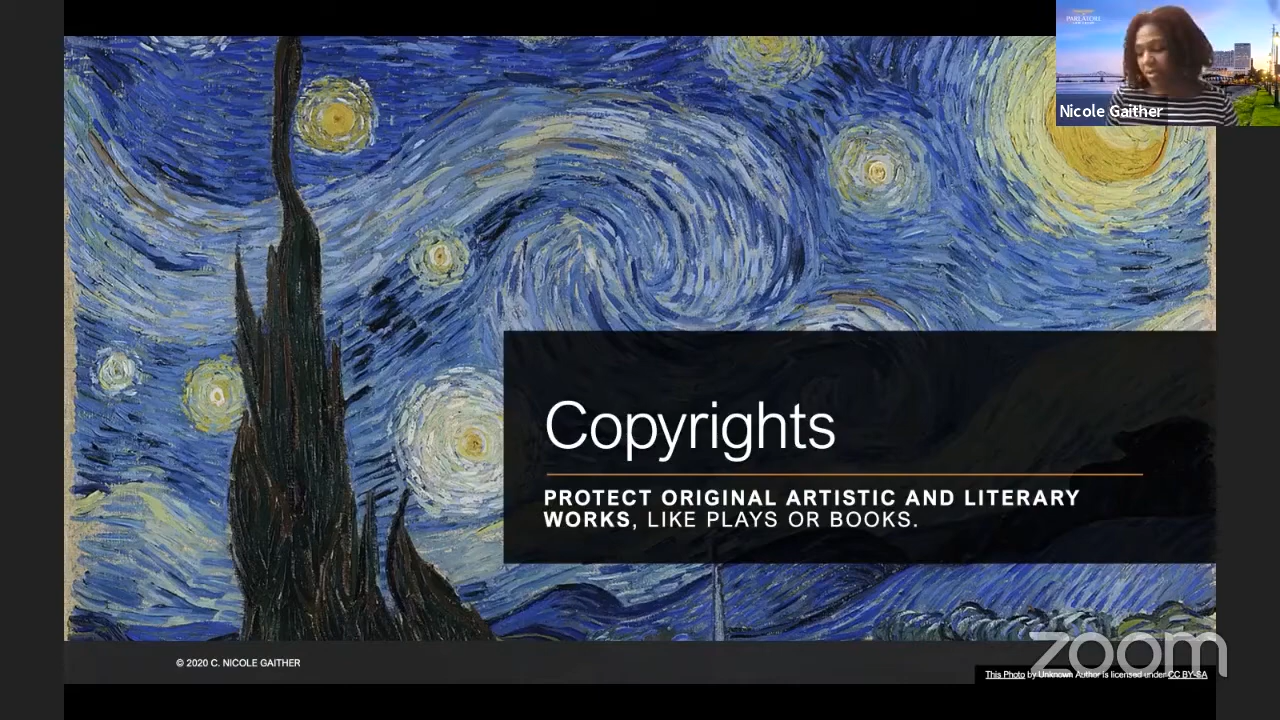 PARLATORE
Nicole Gaither
Copyrights
PROTECT ORIGINAL ARTISTIC AND LITERARY
WORKS, LIKE PLAYS OR BOOKS.
© 2020 C. NICOLE GAITHER
zoom
This Photo by Unknown Author is licensed under CC BY-SA